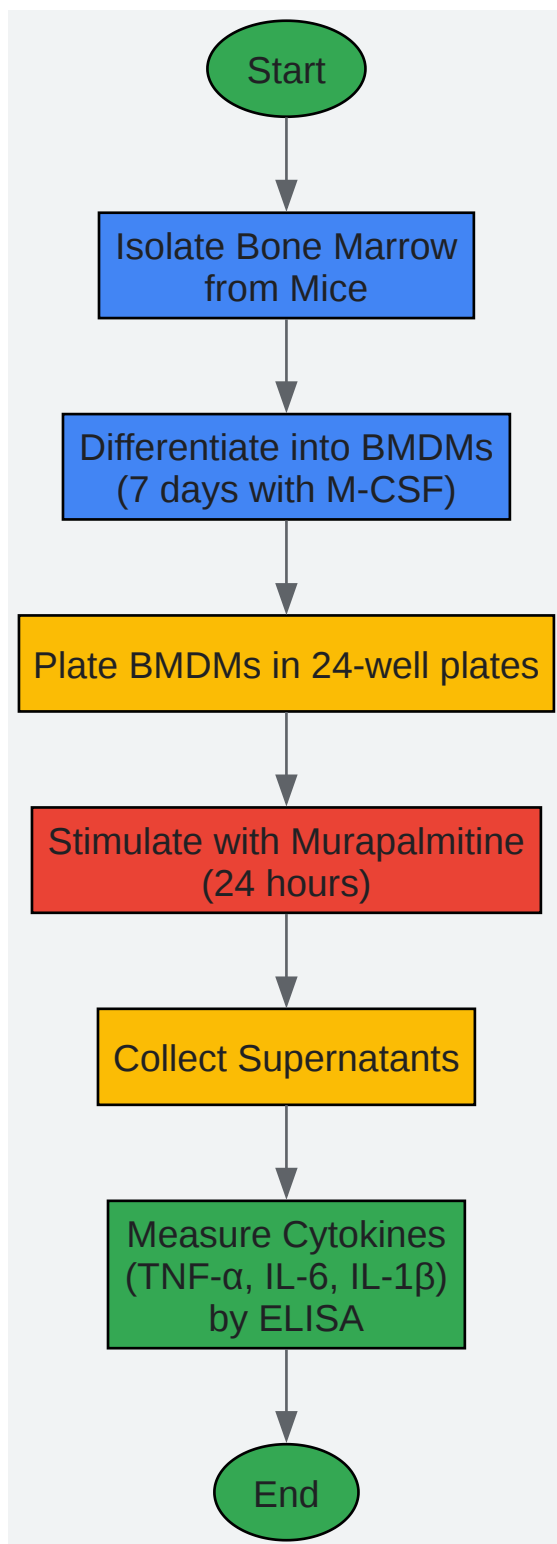 Start
Isolate Bone Marrow
from Mice
Differentiate into BMDMs
(7 days with M-CSF)
Plate BMDMs in 24-well plates
Stimulate with Murapalmitine
(24 hours)
Collect Supernatants
Measure Cytokines
(TNF-α, IL-6, IL-1β)
by ELISA
End